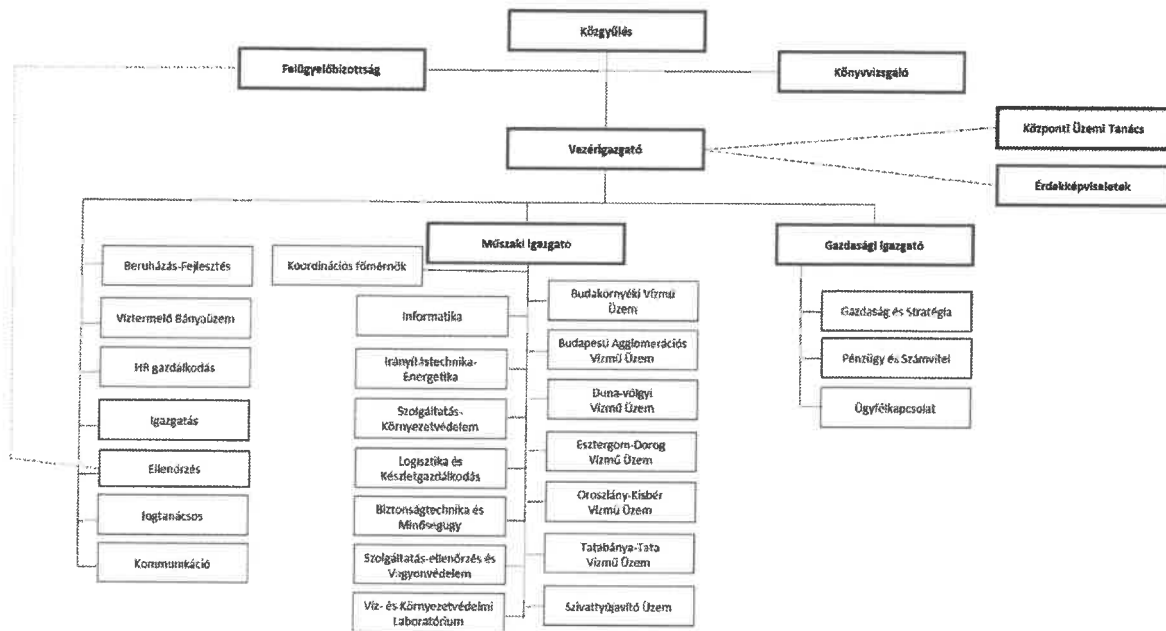 Közgyűlés
Felügyelőbizottság
Könyvvizsgáló
Központi Üzemi Tanács
Vezérigazgató
Érdekképviseletek
Műszaki igazgató
Gazdasági igazgató
Beruházás-Fejlesztés
Víztermelő Bányaüzem
HR gazdálkodás
Igazgatás
Ellenőrzés
Jogtanácsos
Kommunikáció
Koordinációs főmérnök
Informatika
Irányítástechnika-
Energetika
Szolgáltatás-
Környezetvédelem
Logisztika és
Készletgazdálkodás
Biztonságtechnika és
Minőségügy
Szolgáltatás-ellenőrzés és
Vagyonvédelem
Víz- és Környezetvédelmi
Laboratórium
Budakörnyéki Vízmű
Üzem
Budapesti Agglomerációs
Vízmű Üzem
Duna-völgyi
Vízmű Üzem
Esztergom-Dorog
Vízmű Üzem
Oroszlány-Kisbér
Vízmű Üzem
Tatabánya-Tata
Vízmű Üzem
Szivattyújavító Üzem
Gazdaság és Stratégia
Pénzügy és Számvitel
Ügyfélkapcsolat